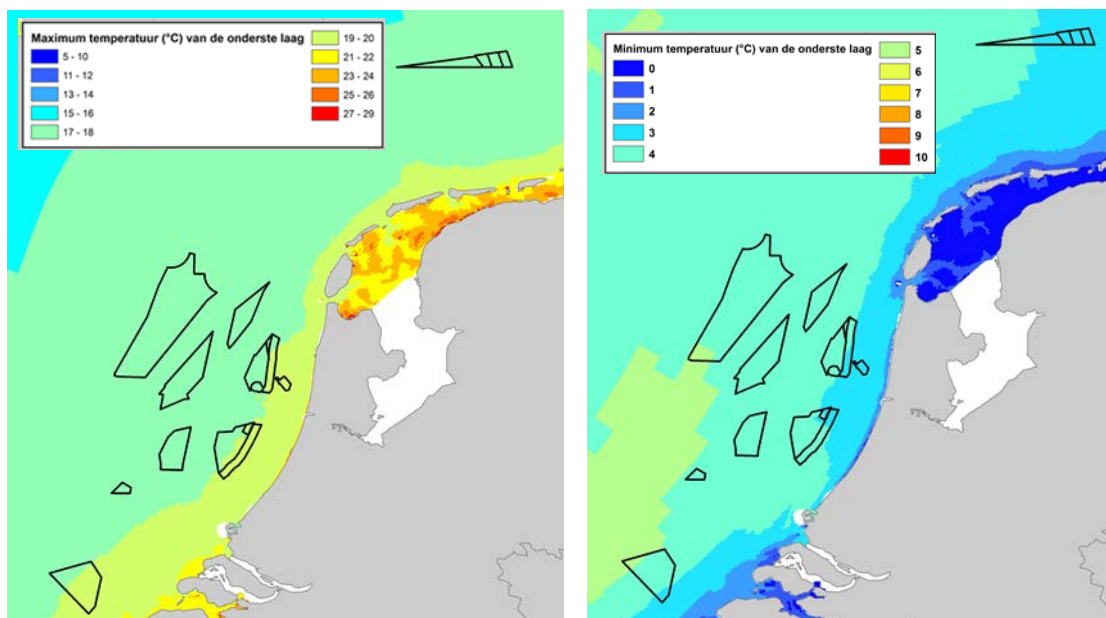 Maximum temperatuur (°C) van de onderste laag
5 - 10
11 - 12
13 - 14
15 - 16
17 - 18
19 - 20
21 - 22
23 - 24
25 - 26
27 - 29
Minimum temperatuur (°C) van de onderste laag
0
1
2
3
4
5
6
7
8
9
10